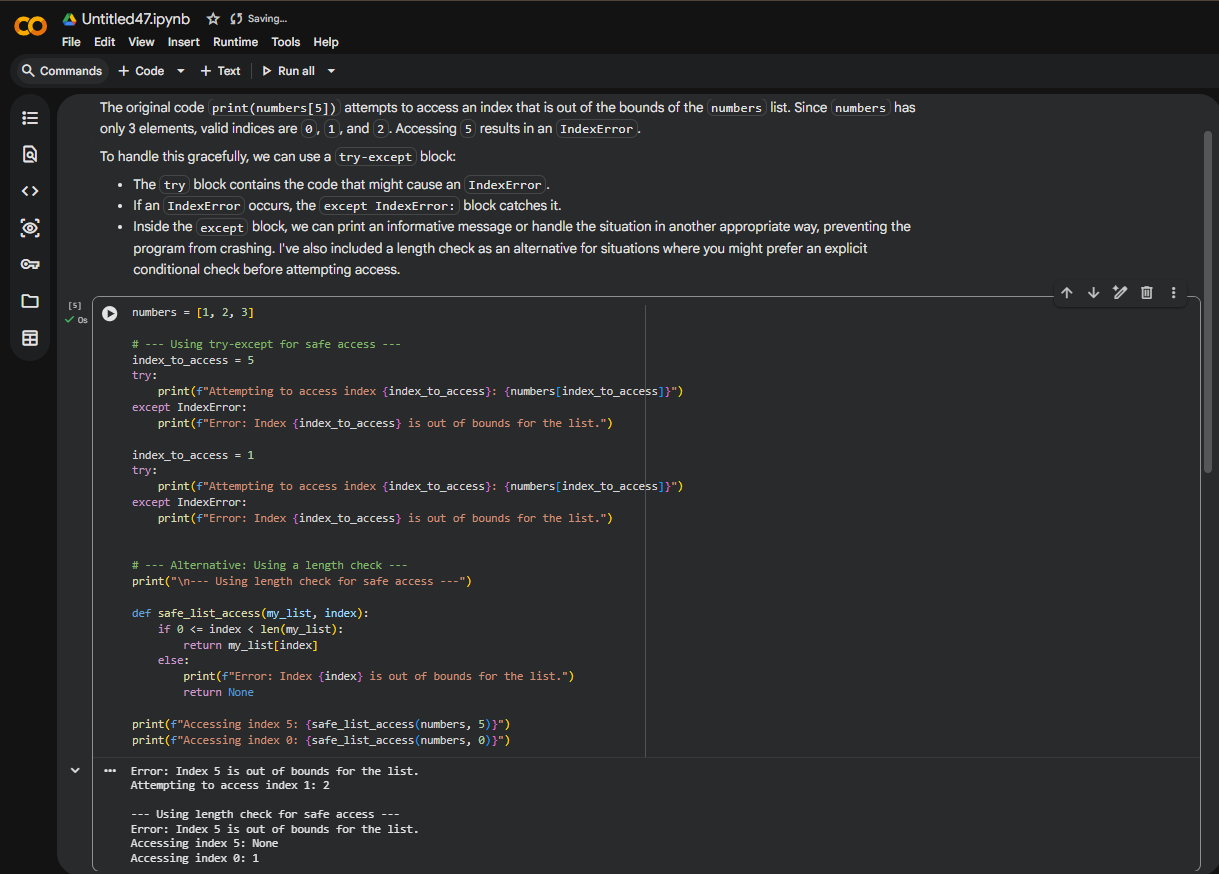 Untitled47.ipynb Saving...
File Edit View Insert Runtime Tools Help
Commands + Code + Text Run all
The original code print(numbers[5]) attempts to access an index that is out of the bounds of the numbers list. Since numbers has
only 3 elements, valid indices are 0, 1, and 2. Accessing 5 results in an IndexError.
To handle this gracefully, we can use a try-except block:
• The try block contains the code that might cause an IndexError.
• If an IndexError occurs, the except IndexError: block catches it.
• Inside the except block, we can print an informative message or handle the situation in another appropriate way, preventing the
program from crashing. I've also included a length check as an alternative for situations where you might prefer an explicit
conditional check before attempting access.
[5]
0s
numbers = [1, 2, 3]
# --- Using try-except for safe access ---
index_to_access = 5
try:
    print(f"Attempting to access index {index_to_access}: {numbers[index_to_access]}")
except IndexError:
    print(f"Error: Index {index_to_access} is out of bounds for the list.")
index_to_access = 1
try:
    print(f"Attempting to access index {index_to_access}: {numbers[index_to_access]}")
except IndexError:
    print(f"Error: Index {index_to_access} is out of bounds for the list.")
# --- Alternative: Using a length check ---
print("\n--- Using length check for safe access ---")
def safe_list_access(my_list, index):
    if 0 <= index < len(my_list):
        return my_list[index]
    else:
        print(f"Error: Index {index} is out of bounds for the list.")
        return None
print(f"Accessing index 5: {safe_list_access(numbers, 5)}")
print(f"Accessing index 0: {safe_list_access(numbers, 0)}")
Error: Index 5 is out of bounds for the list.
Attempting to access index 1: 2
--- Using length check for safe access ---
Error: Index 5 is out of bounds for the list.
Accessing index 5: None
Accessing index 0: 1